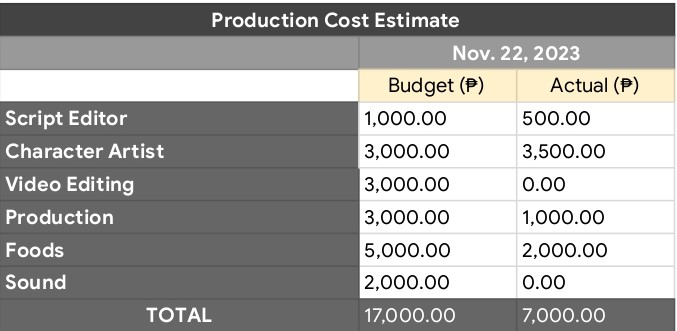 Production Cost Estimate
Nov. 22, 2023
Budget (₱) Actual (₱)
Script Editor 1,000.00 500.00
Character Artist 3,000.00 3,500.00
Video Editing 3,000.00 0.00
Production 3,000.00 1,000.00
Foods 5,000.00 2,000.00
Sound 2,000.00 0.00
TOTAL 17,000.00 7,000.00